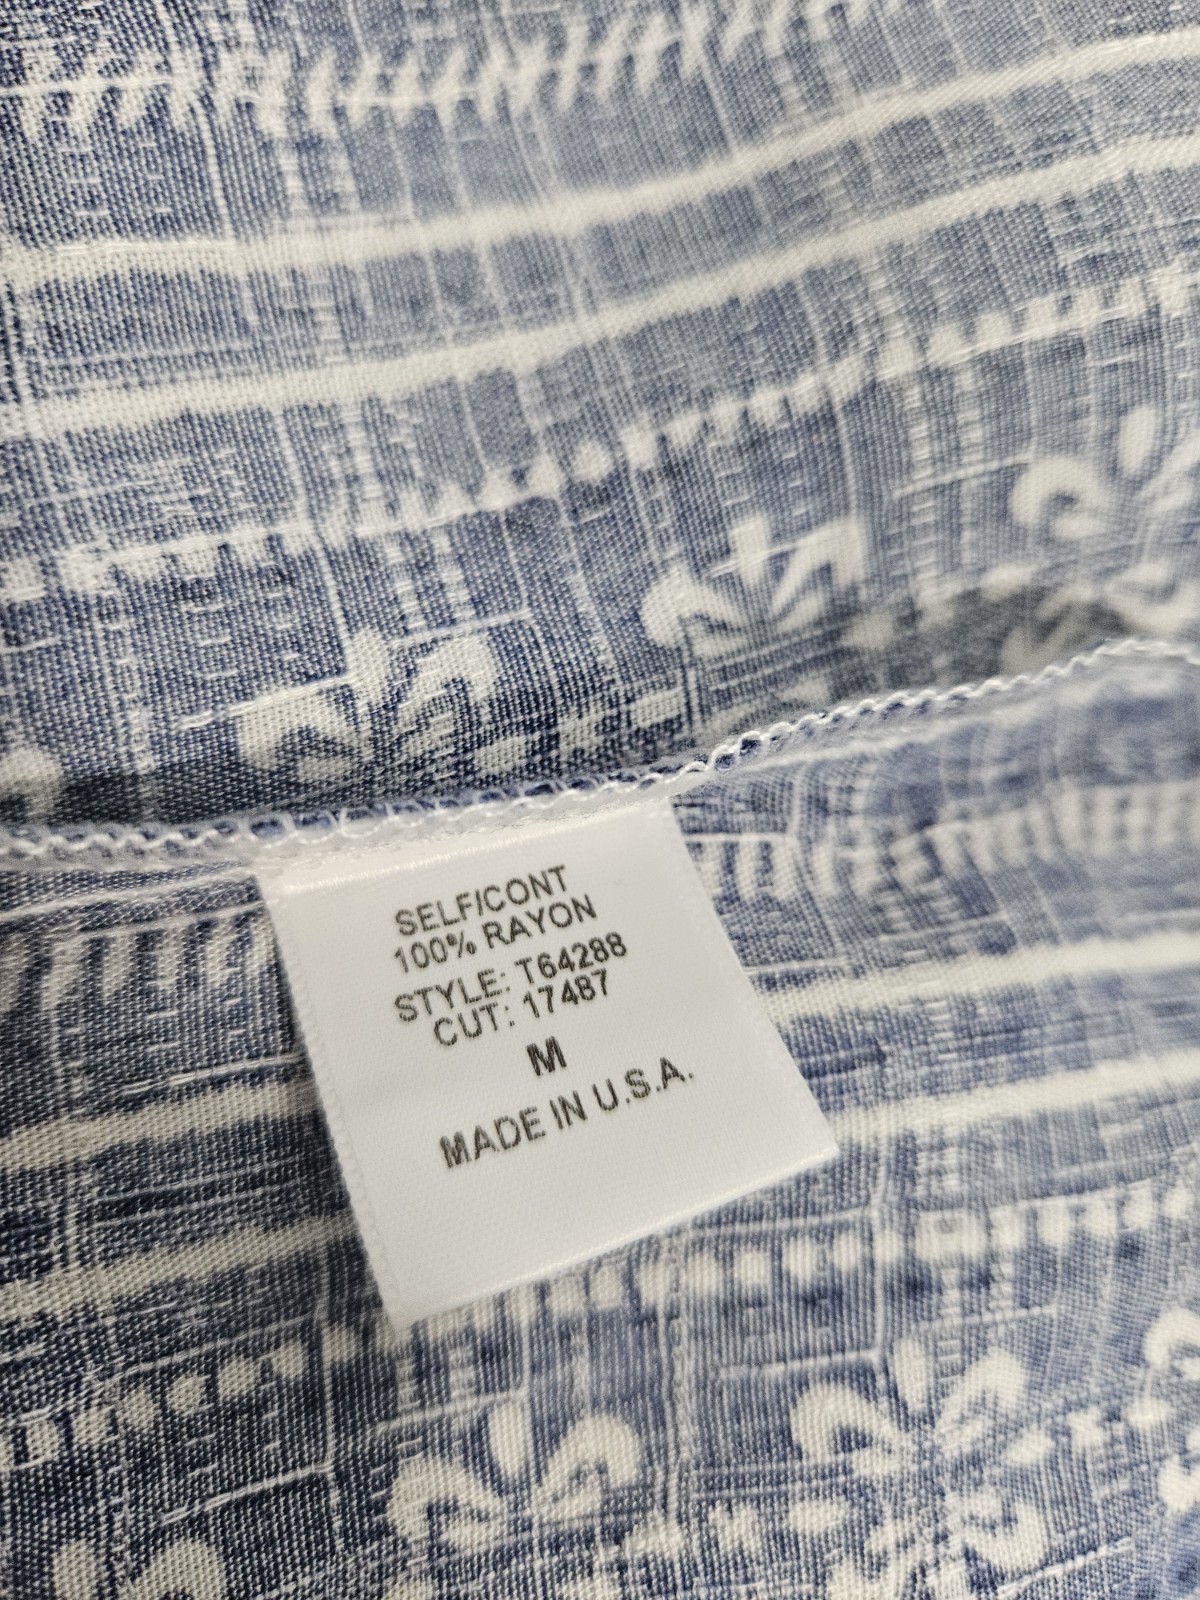 SELF/CONT
100% RAYON
STYLE: T64288
CUT: 17487
M
MADE IN U.S.A.